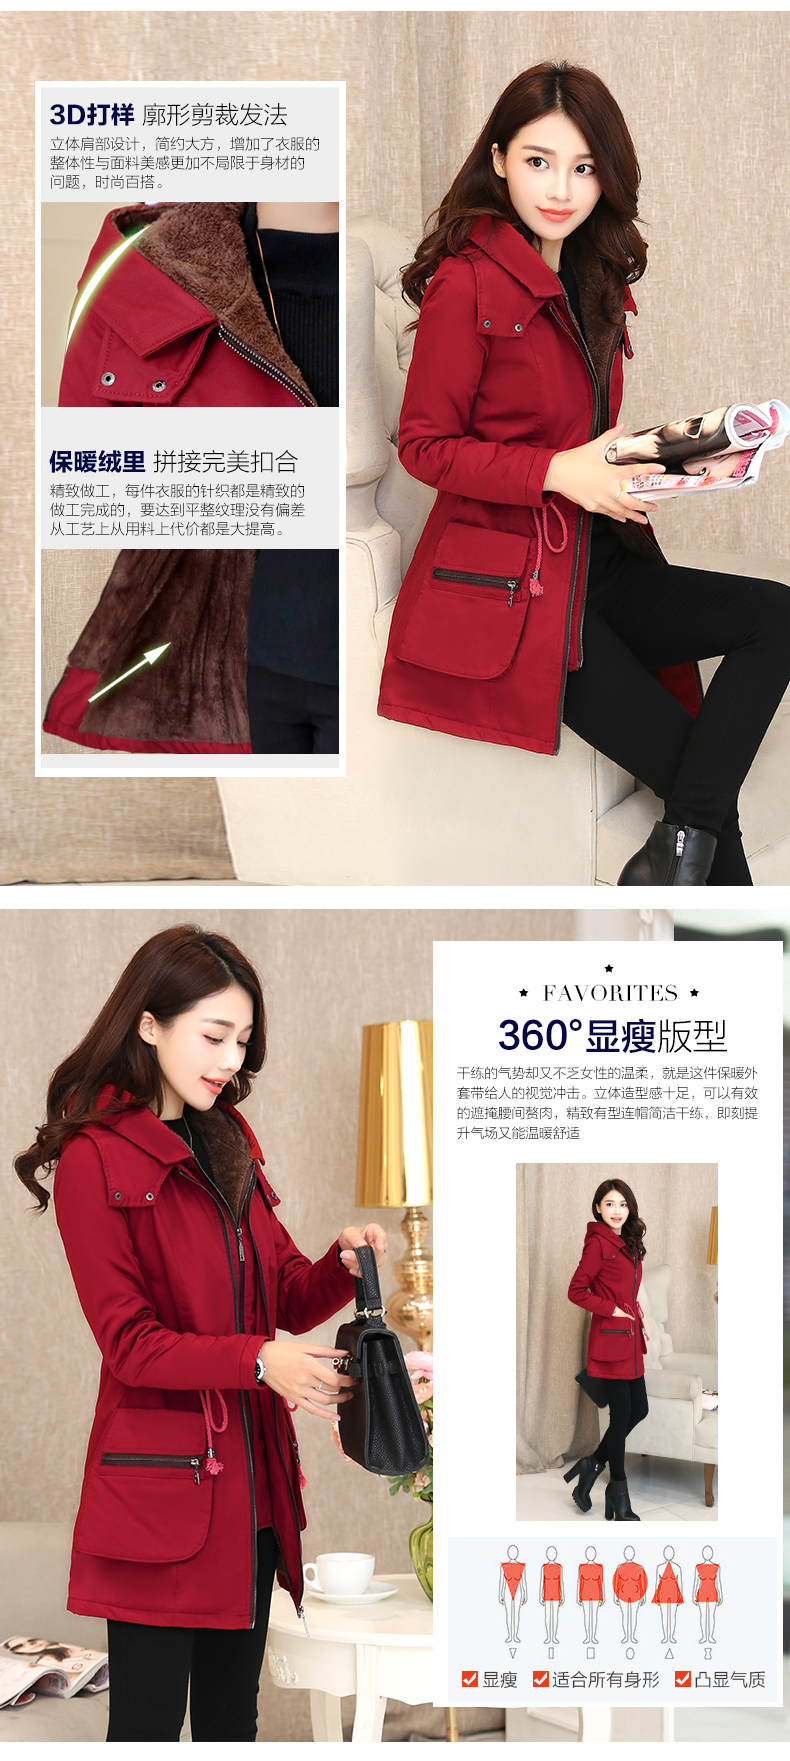 3D打样 廓形剪裁发法
立体肩部设计，简约大方，增加了衣服的
整体性与面料美感更加不局限于身材的
问题，时尚百搭。
保暖绒里 拼接完美扣合
精致做工，每件衣服的针织都是精致的
做工完成的，要达到平整纹理没有偏差
从工艺上从用料上代价都是大提高。
FAVORITES
360°显瘦版型
干练的气势却又不乏女性的温柔，就是这件保暖外
套带给人的视觉冲击。立体造型感十足，可以有效
的遮掩腰间赘肉，精致有型连帽简洁干练，即刻提
升气场又能温暖舒适
显瘦 适合所有身形 凸显气质